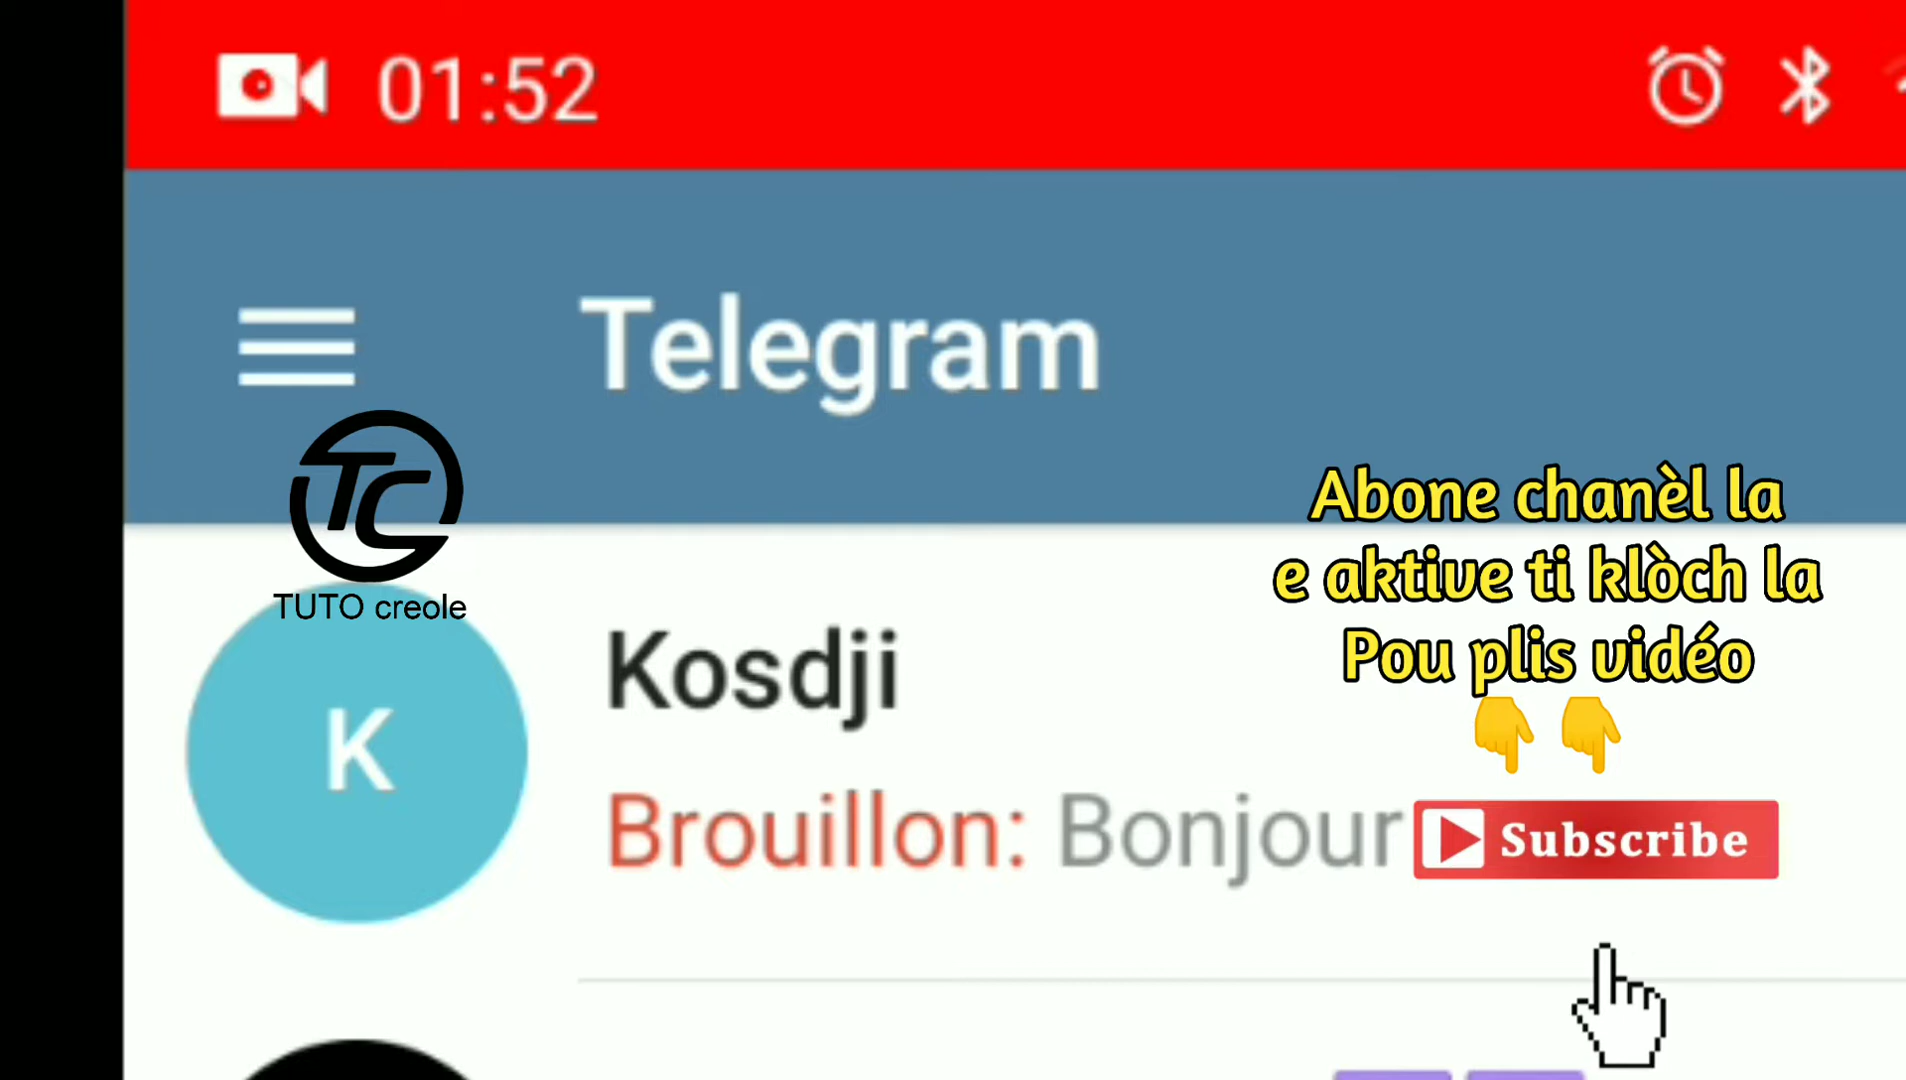 01:52
Telegram
TC
TUTO creole
Abone chanèl la
e aktive ti klòch la
Pou plis vidéo
👇👇
K
Kosdji
Brouillon: Bonjour
Subscribe